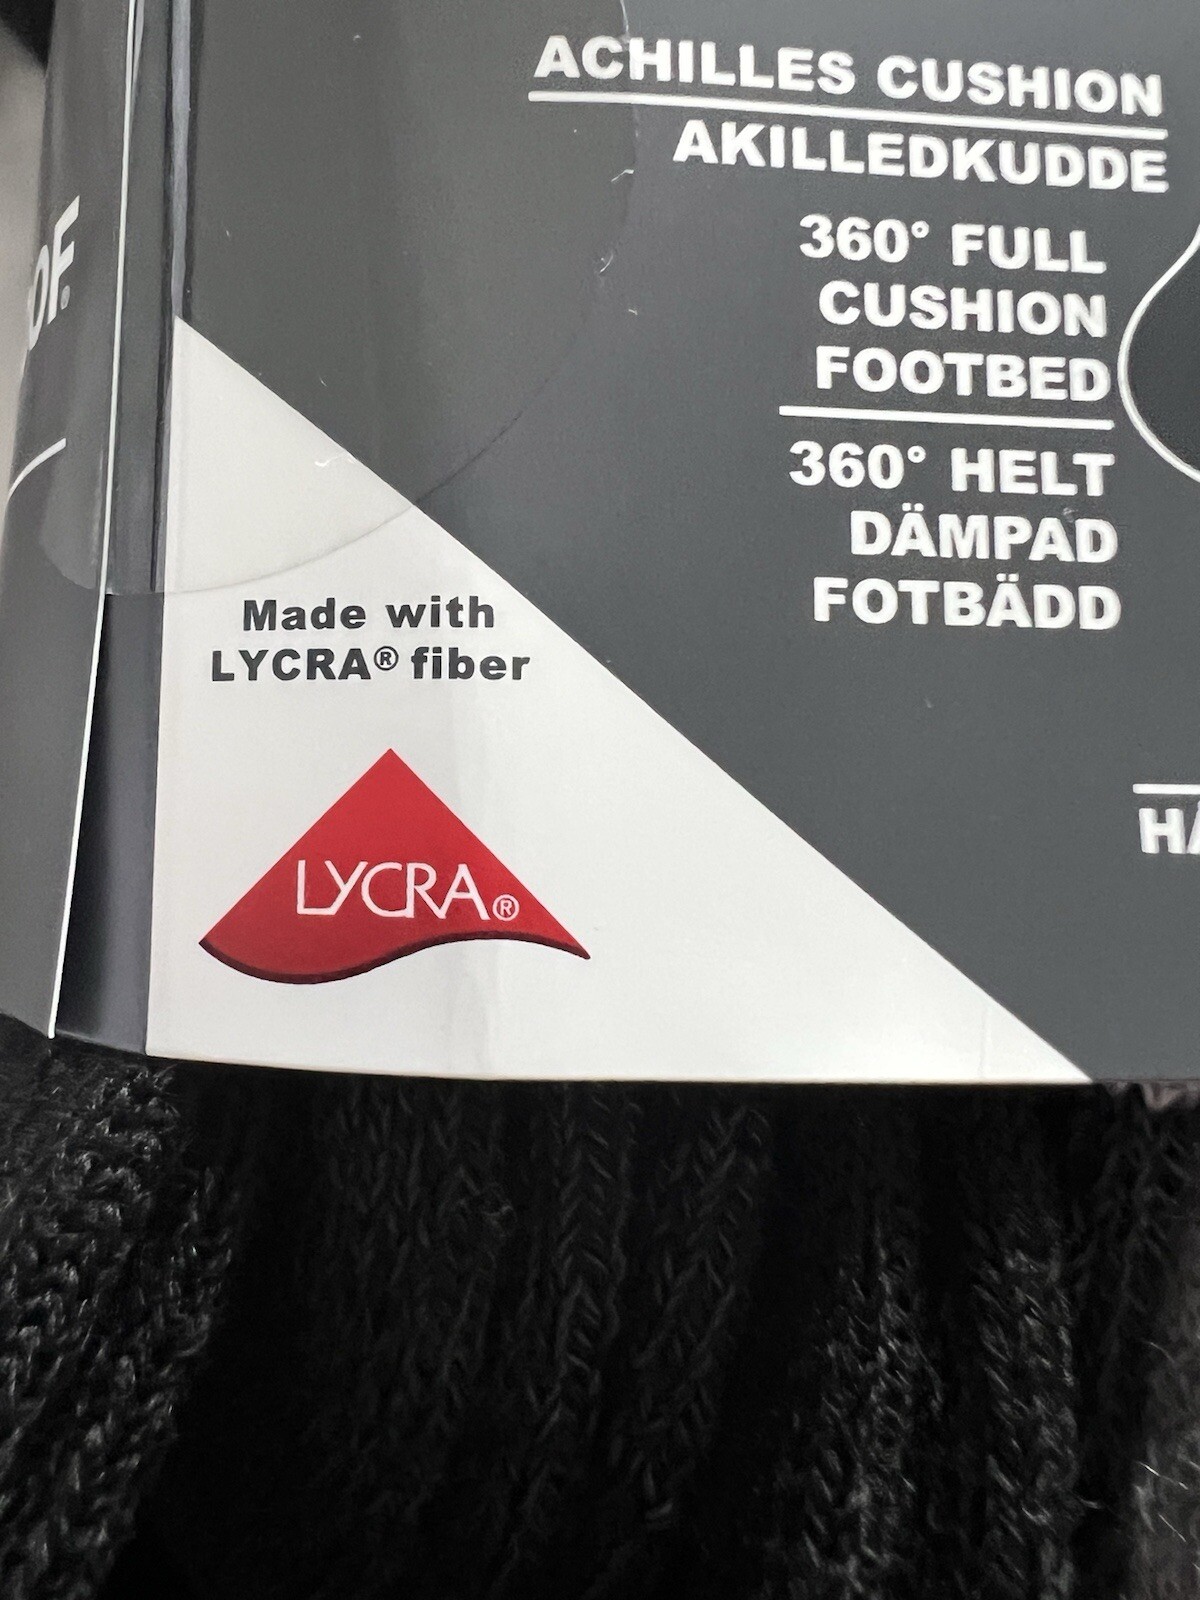 ACHILLES CUSHION
AKILLEDKUDDE
360° FULL
CUSHION
FOOTBED
360° HELT
DÄMPAD
FOTBÄDD
Made with
LYCRA® fiber
LYCRA®